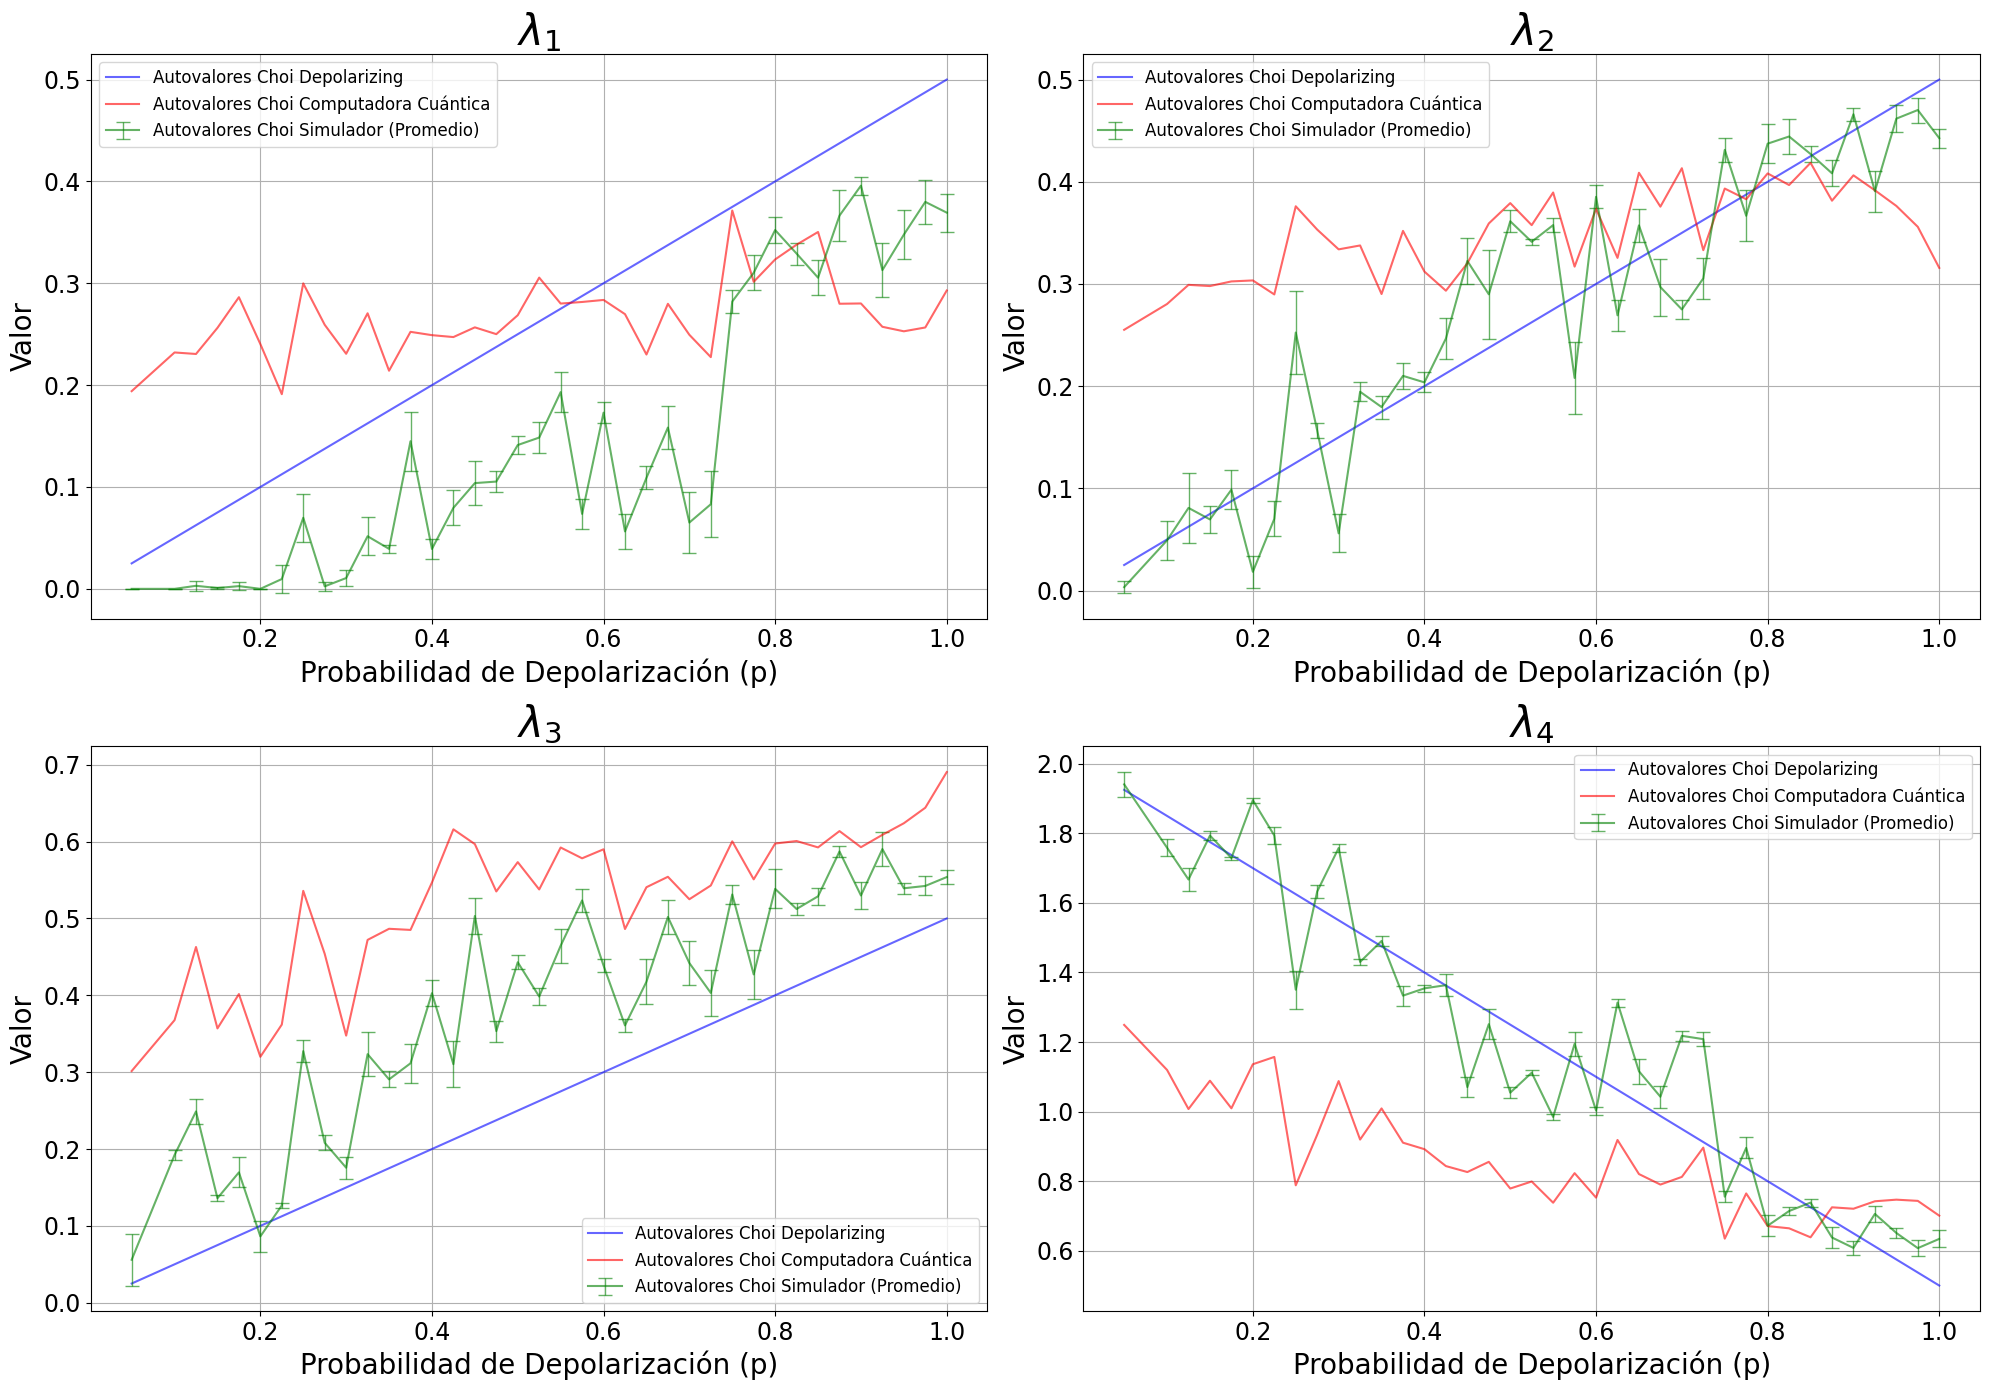 λ1
Autovalores Choi Depolarizing
Autovalores Choi Computadora Cuántica
Autovalores Choi Simulador (Promedio)
Valor
0.5
0.4
0.3
0.2
0.1
0.0
0.2 0.4 0.6 0.8 1.0
Probabilidad de Depolarización (p)
λ2
Autovalores Choi Depolarizing
Autovalores Choi Computadora Cuántica
Autovalores Choi Simulador (Promedio)
Valor
0.5
0.4
0.3
0.2
0.1
0.0
0.2 0.4 0.6 0.8 1.0
Probabilidad de Depolarización (p)
λ3
Valor
0.7
0.6
0.5
0.4
0.3
0.2
0.1
0.0
Autovalores Choi Depolarizing
Autovalores Choi Computadora Cuántica
Autovalores Choi Simulador (Promedio)
0.2 0.4 0.6 0.8 1.0
Probabilidad de Depolarización (p)
λ4
Autovalores Choi Depolarizing
Autovalores Choi Computadora Cuántica
Autovalores Choi Simulador (Promedio)
Valor
2.0
1.8
1.6
1.4
1.2
1.0
0.8
0.6
0.2 0.4 0.6 0.8 1.0
Probabilidad de Depolarización (p)